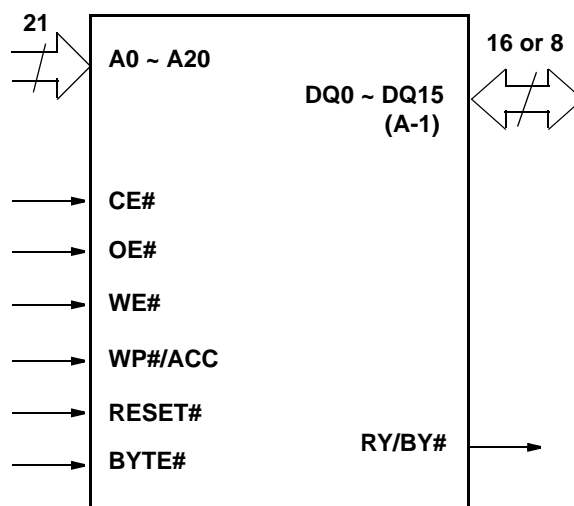 21
16 or 8
A0 ~ A20
DQ0 ~ DQ15
(A-1)
CE#
OE#
WE#
WP#/ACC
RESET#
RY/BY#
BYTE#